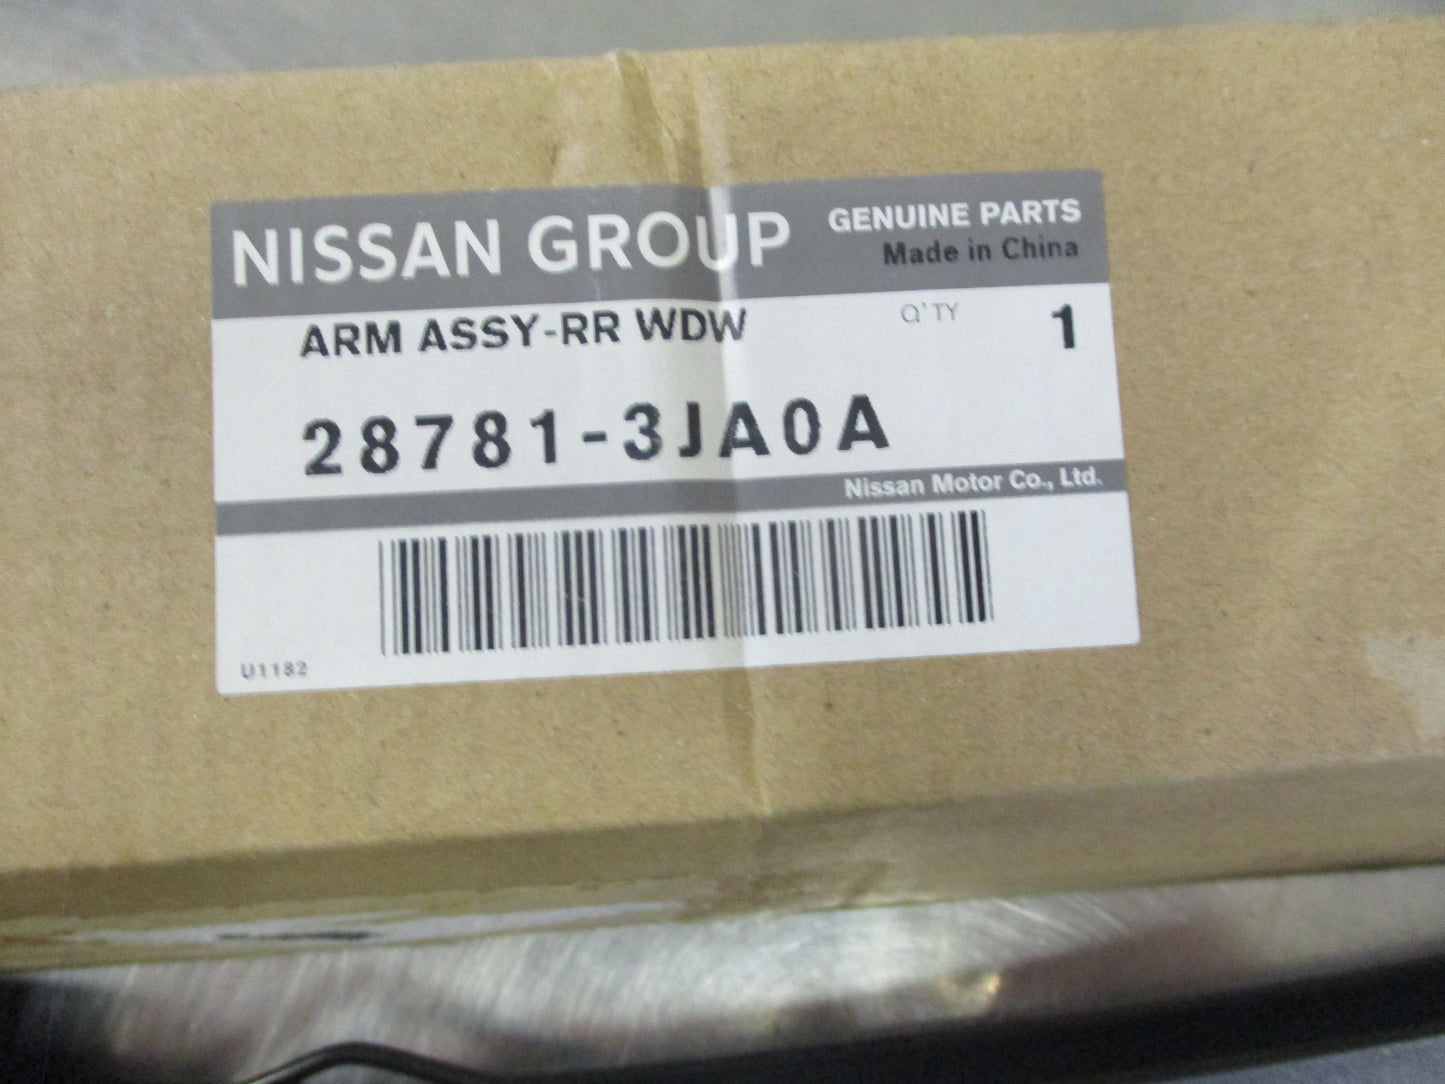 NISSAN GROUP
GENUINE PARTS
Made in China
ARM ASSY-RR WDW
Q'TY 1
28781-3JA0A
Nissan Motor Co., Ltd.
U1182